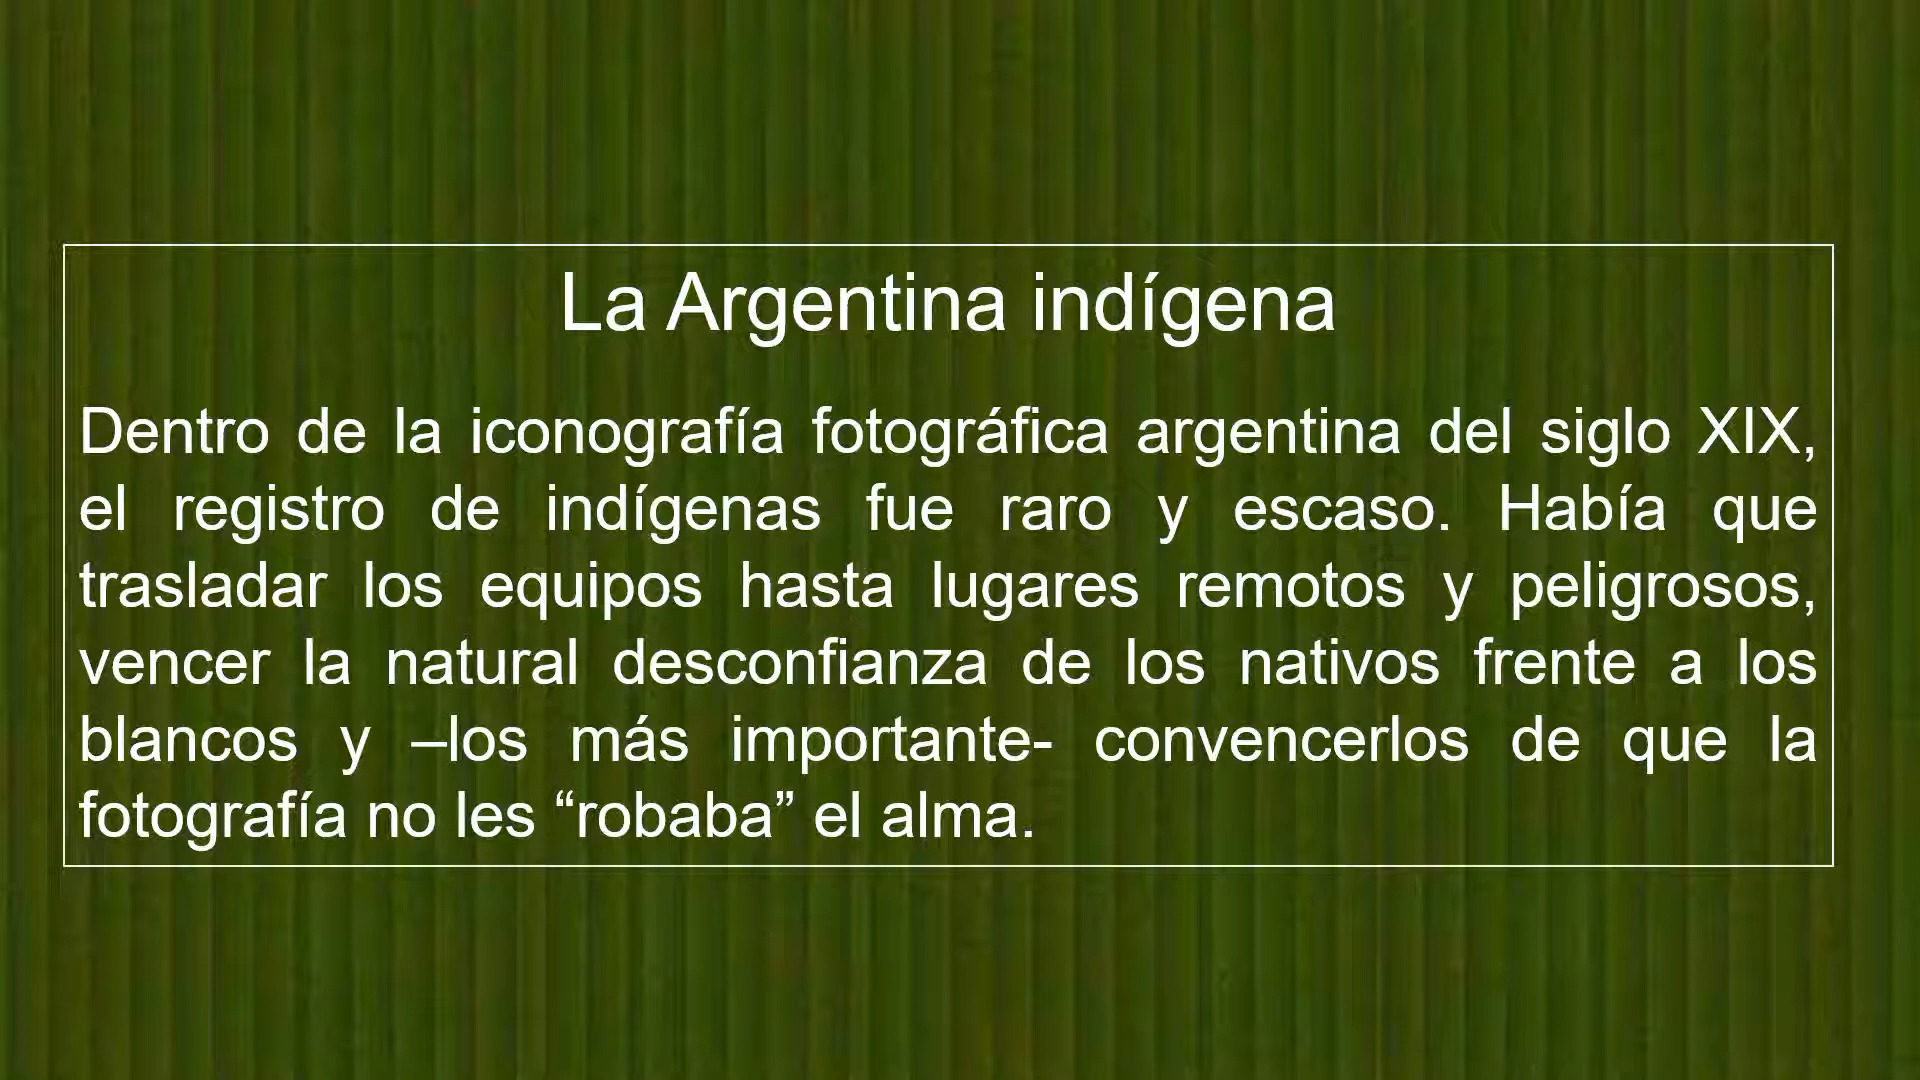 La Argentina indígena
Dentro de la iconografía fotográfica argentina del siglo XIX,
el registro de indígenas fue raro y escaso. Había que
trasladar los equipos hasta lugares remotos y peligrosos,
vencer la natural desconfianza de los nativos frente a los
blancos y –los más importante- convencerlos de que la
fotografía no les “robaba” el alma.